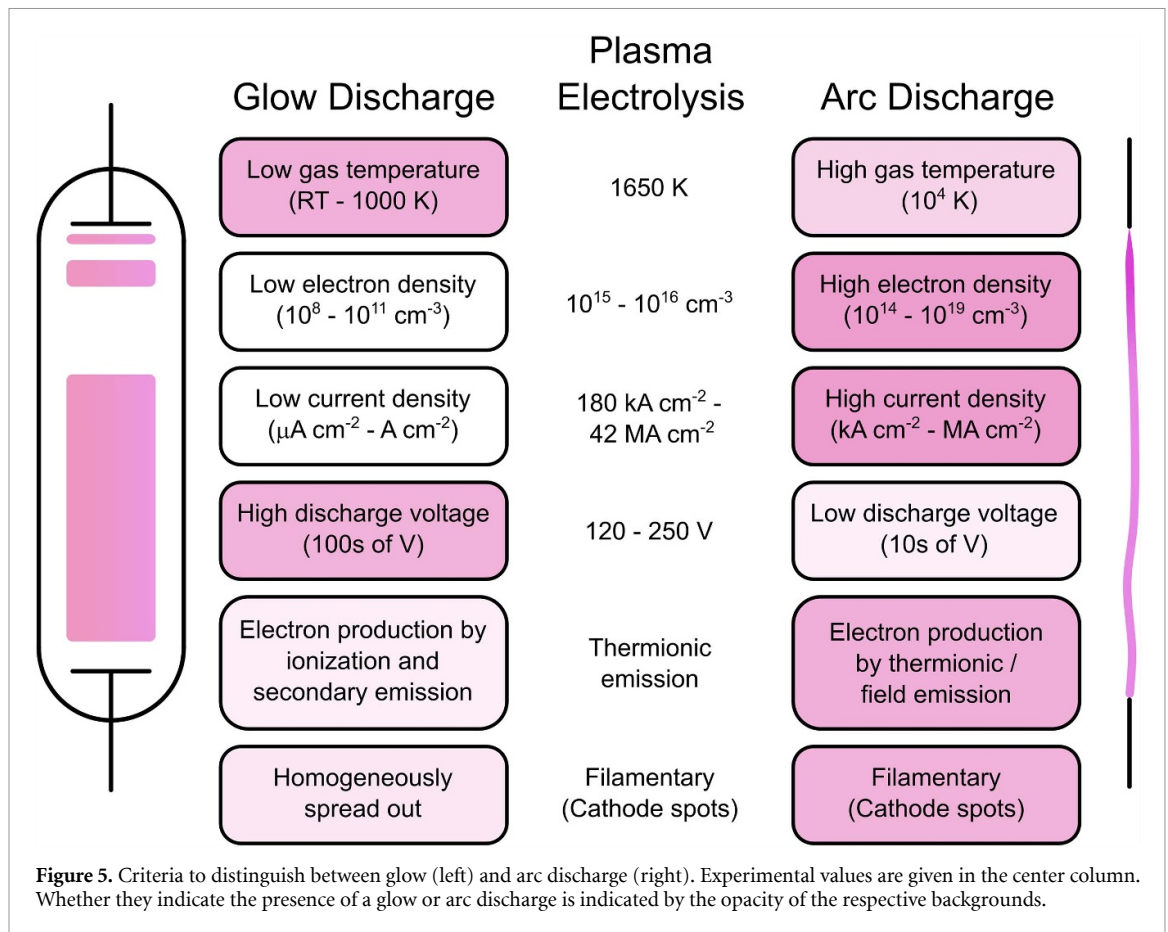 Plasma
Glow Discharge Electrolysis Arc Discharge
Low gas temperature
(RT - 1000 K)
1650 K
High gas temperature
(10⁴ K)
Low electron density
(10⁸ - 10¹¹ cm⁻³)
10¹⁵ - 10¹⁶ cm⁻³
High electron density
(10¹⁴ - 10¹⁹ cm⁻³)
Low current density
(μA cm⁻² - A cm⁻²)
180 kA cm⁻² -
42 MA cm⁻²
High current density
(kA cm⁻² - MA cm⁻²)
High discharge voltage
(100s of V)
120 - 250 V
Low discharge voltage
(10s of V)
Electron production by
ionization and
secondary emission
Thermionic
emission
Electron production
by thermionic /
field emission
Homogeneously
spread out
Filamentary
(Cathode spots)
Filamentary
(Cathode spots)
Figure 5. Criteria to distinguish between glow (left) and arc discharge (right). Experimental values are given in the center column.
Whether they indicate the presence of a glow or arc discharge is indicated by the opacity of the respective backgrounds.